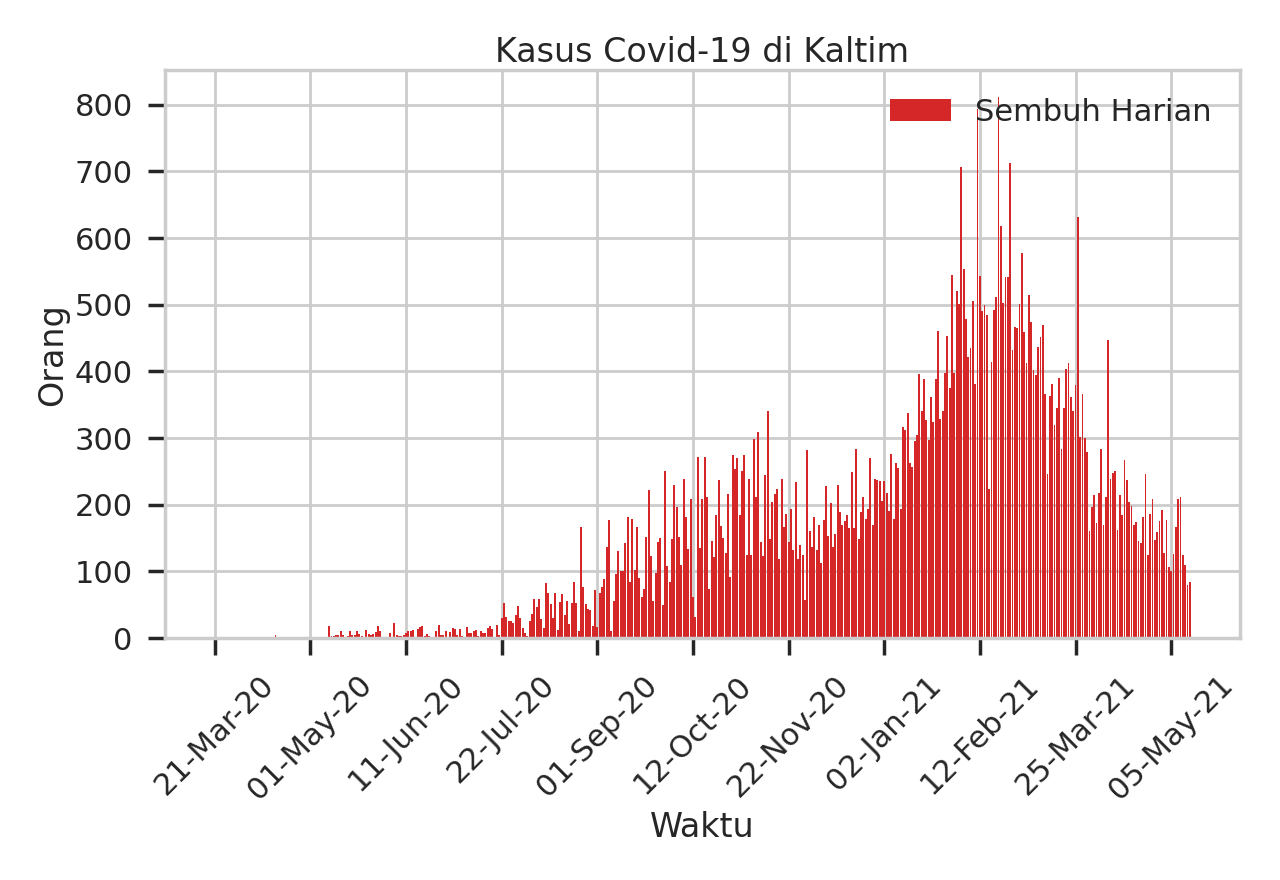 Kasus Covid-19 di Kaltim
Sembuh Harian
800
700
600
500
400
300
200
100
0
Orang
21-Mar-20
01-May-20
11-Jun-20
22-Jul-20
01-Sep-20
12-Oct-20
22-Nov-20
02-Jan-21
12-Feb-21
25-Mar-21
05-May-21
Waktu